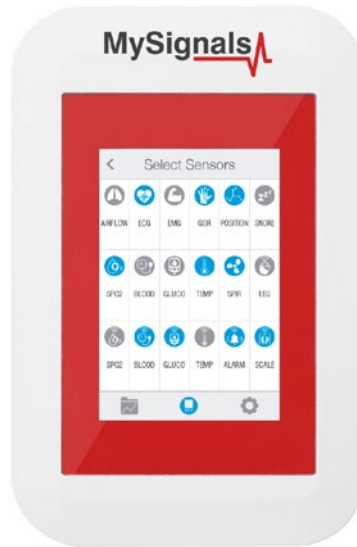 MySignals
Select Sensors
AIRFLOW ECG EMG GSR POSITION SNORE
SPO2 BLOOD GLUCO TEMP SPIR EEG
SPO2 BLOOD GLUCO TEMP ALARM SCALE